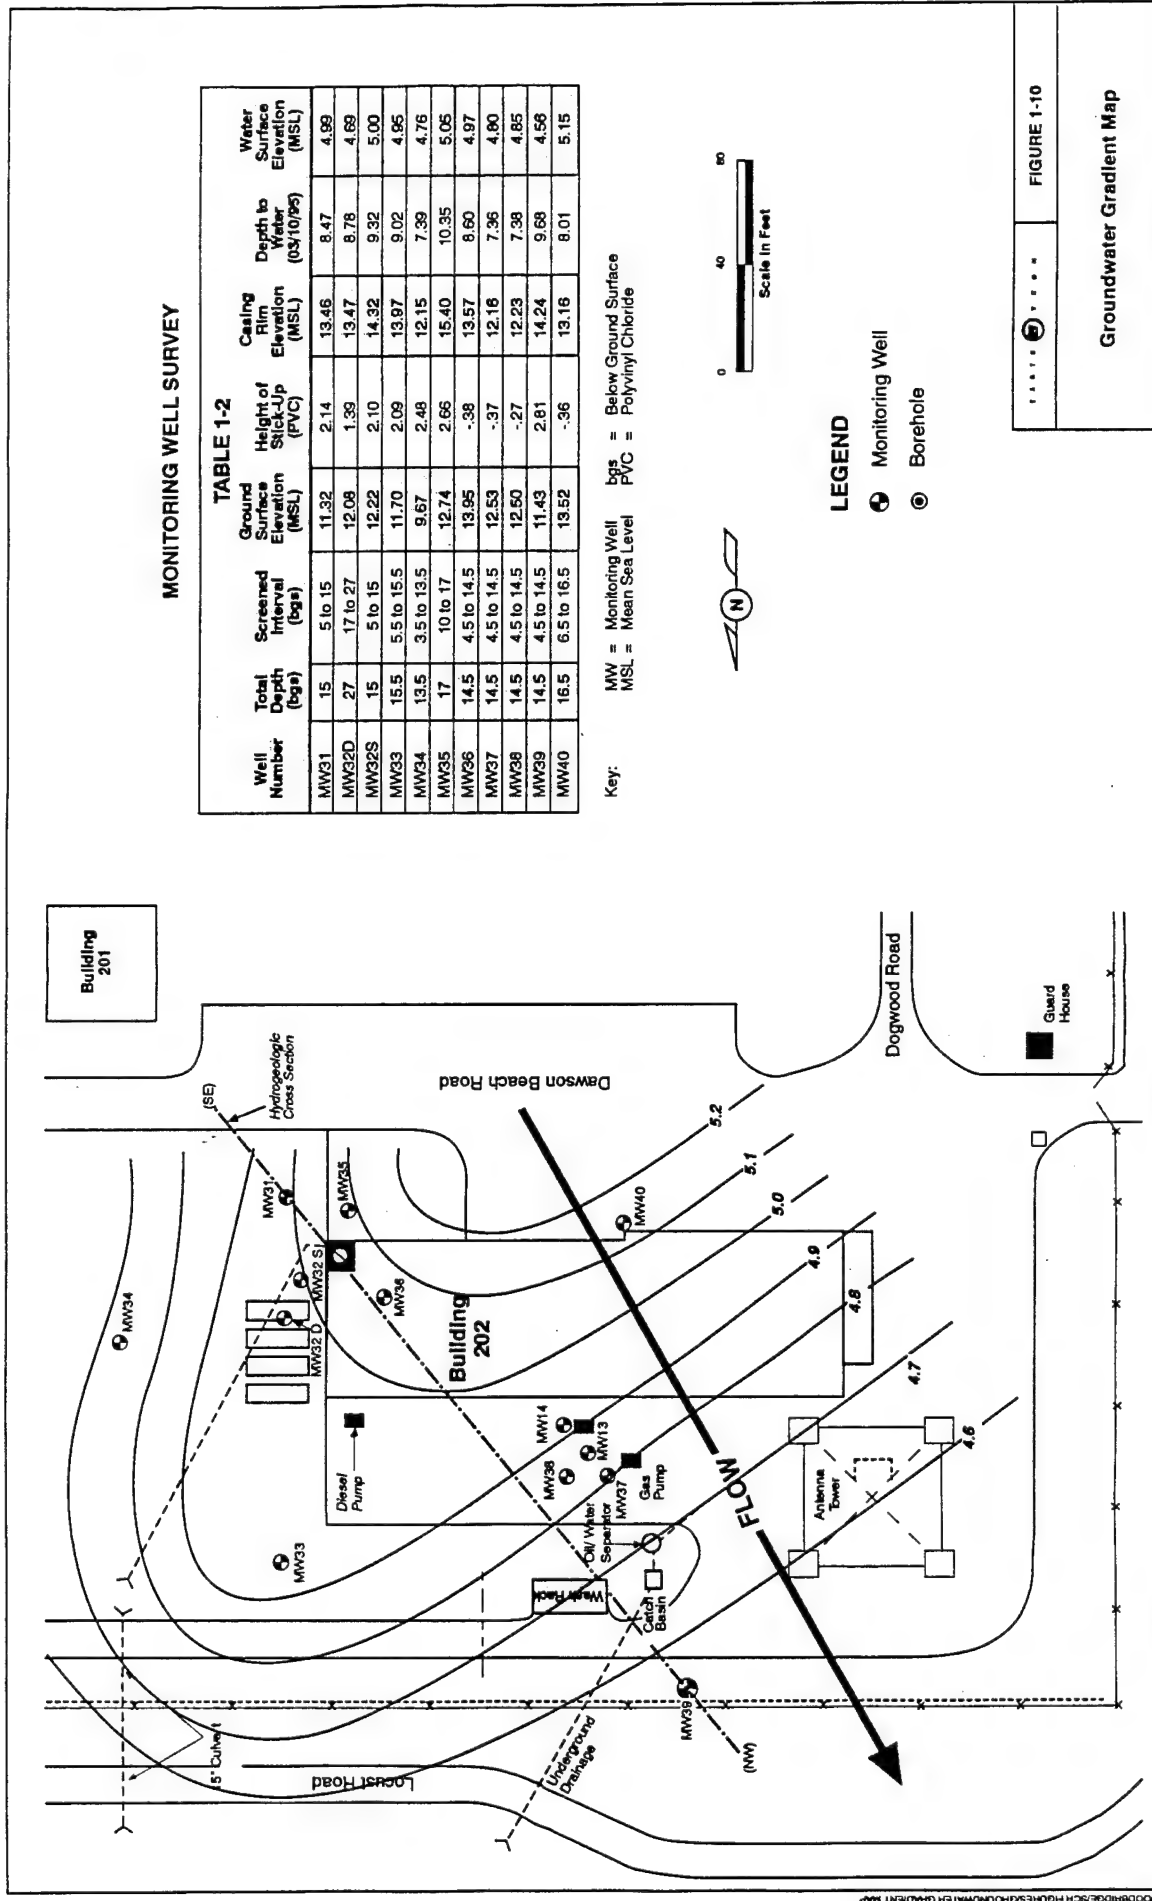 MONITORING WELL SURVEY
TABLE 1-2
Well Number Total Depth (bgs) Screened Interval (bgs) Ground Surface Elevation (MSL) Height of Stick-Up (PVC) Casing Rim Elevation (MSL) Depth to Water (03/10/95) Water Surface Elevation (MSL)
MW31 15 5 to 15 11.32 2.14 13.46 8.47 4.99
MW32D 27 17 to 27 12.08 1.39 13.47 8.78 4.69
MW32S 15 5 to 15 12.22 2.10 14.32 9.32 5.00
MW33 15.5 5.5 to 15.5 11.70 2.09 13.97 9.02 4.95
MW34 13.5 3.5 to 13.5 9.67 2.48 12.15 7.39 4.76
MW35 17 10 to 17 12.74 2.66 15.40 10.35 5.05
MW36 14.5 4.5 to 14.5 13.95 -.38 13.57 8.60 4.97
MW37 14.5 4.5 to 14.5 12.53 -.37 12.16 7.36 4.80
MW38 14.5 4.5 to 14.5 12.50 -.27 12.23 7.38 4.85
MW39 14.5 4.5 to 14.5 11.43 2.81 14.24 9.68 4.56
MW40 16.5 6.5 to 16.5 13.52 -.36 13.16 8.01 5.15
Key:
MW = Monitoring Well
MSL = Mean Sea Level
bgs = Below Ground Surface
PVC = Polyvinyl Chloride
N
0 40 80
Scale in Feet
LEGEND
Monitoring Well
Borehole
FIGURE 1-10
Groundwater Gradient Map
Building
201
(SE)
Hydrogeologic
Cross Section
Dawson Beach Road
Dogwood Road
Guard
House
MW34
MW31
MW35
MW32 S
MW32 D
MW36
MW40
Building
202
5.2
5.1
5.0
4.9
4.8
4.7
4.6
Diesel
Pump
MW14
MW13
MW38
MW37
Gas
Pump
MW33
Oil/Water
Separator
Wash Rack
Catch
Basin
FLOW
Antenna
Tower
MW39
(NW)
Underground
Drainage
Locust Road